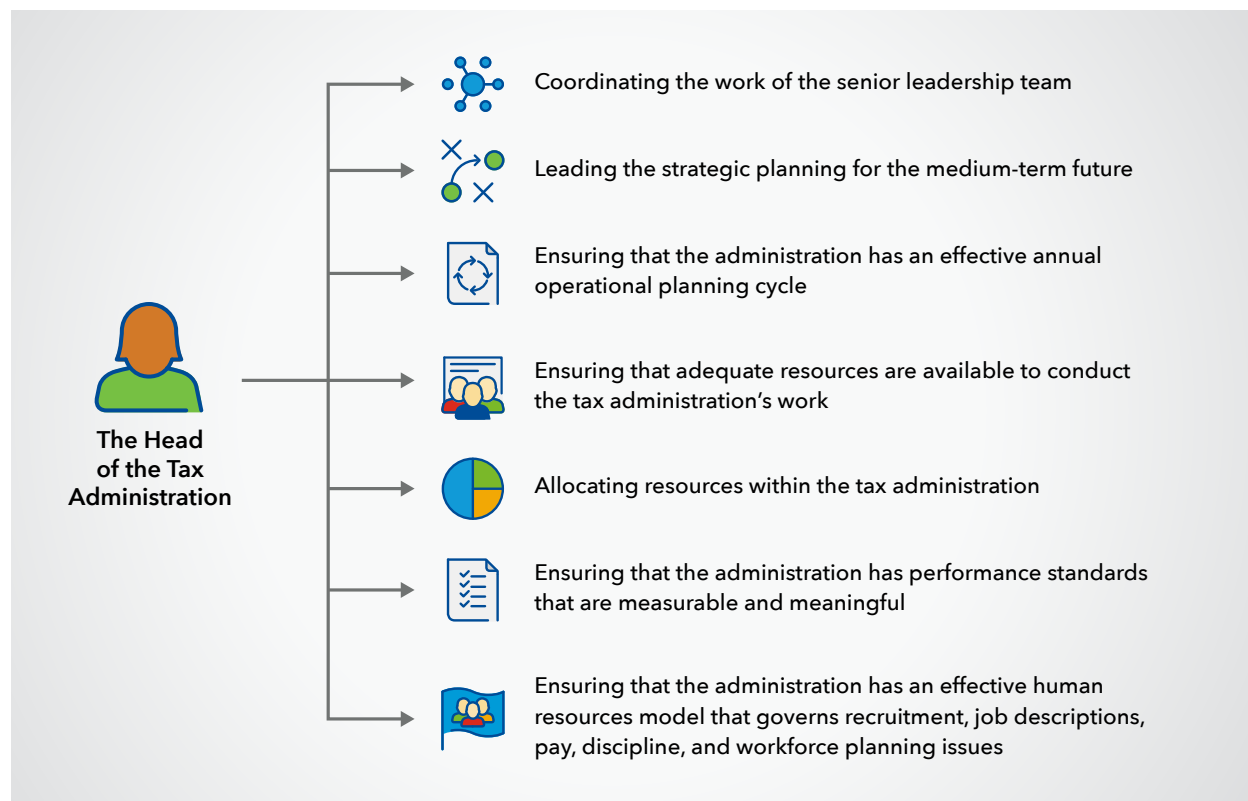 Coordinating the work of the senior leadership team
Leading the strategic planning for the medium-term future
Ensuring that the administration has an effective annual
operational planning cycle
Ensuring that adequate resources are available to conduct
the tax administration’s work
The Head
of the Tax
Administration
Allocating resources within the tax administration
Ensuring that the administration has performance standards
that are measurable and meaningful
Ensuring that the administration has an effective human
resources model that governs recruitment, job descriptions,
pay, discipline, and workforce planning issues